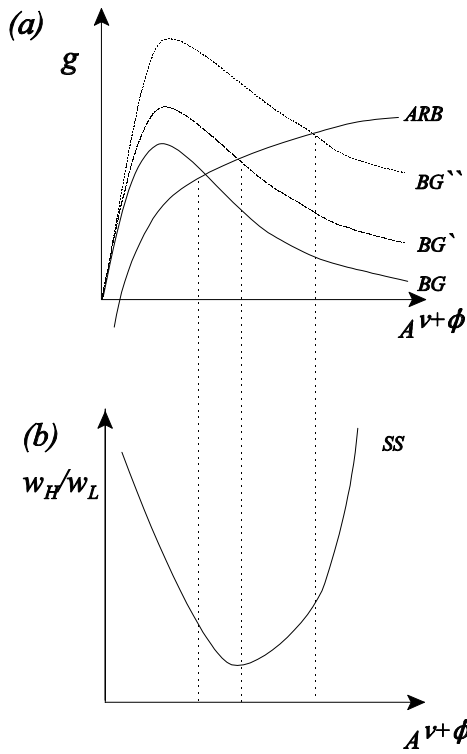 (a)
g
ARB
BG``
BG`
BG
A^{v+ϕ}
(b)
w_H/w_L
SS
A^{v+ϕ}